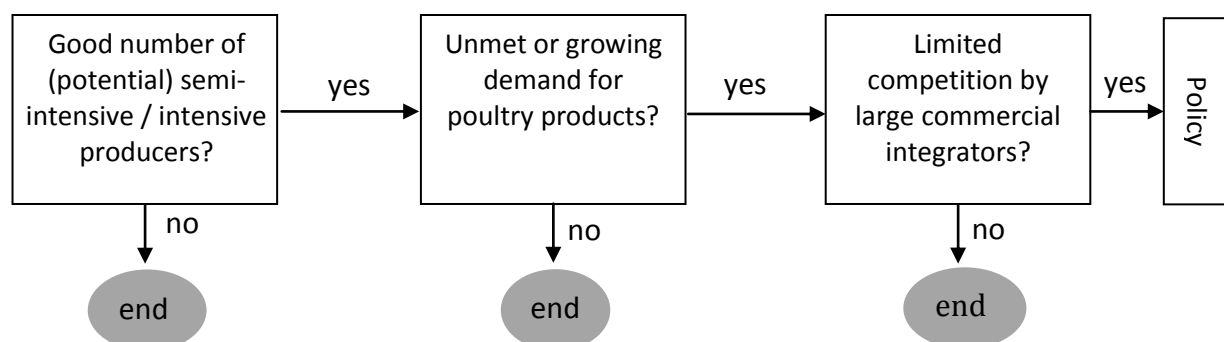 Good number of
(potential) semi-
intensive / intensive
producers?
yes
Unmet or growing
demand for
poultry products?
yes
Limited
competition by
large commercial
integrators?
yes
Policy
no
no
no
end
end
end